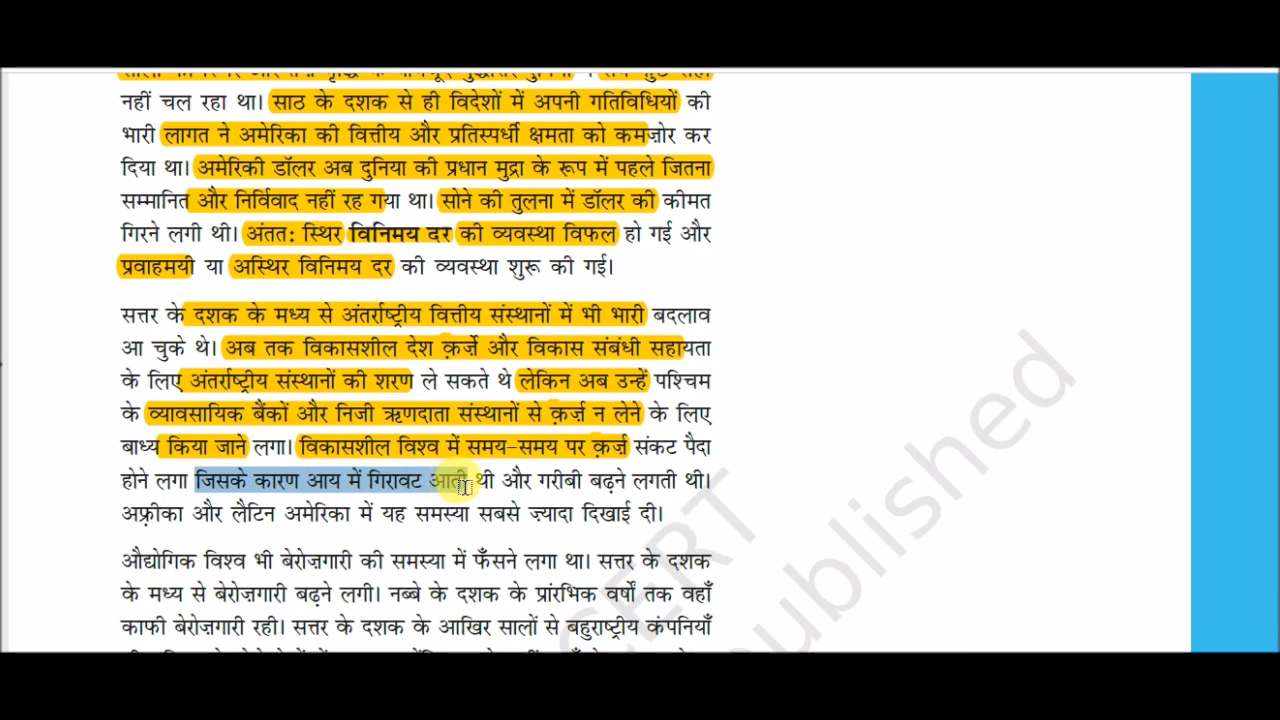 नहीं चल रहा था। साठ के दशक से ही विदेशों में अपनी गतिविधियों की
भारी लागत ने अमेरिका की वित्तीय और प्रतिस्पर्धी क्षमता को कमज़ोर कर
दिया था। अमेरिकी डॉलर अब दुनिया की प्रधान मुद्रा के रूप में पहले जितना
सम्मानित और निर्विवाद नहीं रह गया था। सोने की तुलना में डॉलर की कीमत
गिरने लगी थी। अंतत: स्थिर विनिमय दर की व्यवस्था विफल हो गई और
प्रवाहमयी या अस्थिर विनिमय दर की व्यवस्था शुरू की गई।
सत्तर के दशक के मध्य से अंतर्राष्ट्रीय वित्तीय संस्थानों में भी भारी बदलाव
आ चुके थे। अब तक विकासशील देश क़र्ज़े और विकास संबंधी सहायता
के लिए अंतर्राष्ट्रीय संस्थानों की शरण ले सकते थे लेकिन अब उन्हें पश्चिम
के व्यावसायिक बैंकों और निजी ऋणदाता संस्थानों से क़र्ज़ न लेने के लिए
बाध्य किया जाने लगा। विकासशील विश्व में समय-समय पर क़र्ज संकट पैदा
होने लगा जिसके कारण आय में गिरावट आती थी और गरीबी बढ़ने लगती थी।
अफ़्रीका और लैटिन अमेरिका में यह समस्या सबसे ज़्यादा दिखाई दी।
औद्योगिक विश्व भी बेरोज़गारी की समस्या में फँसने लगा था। सत्तर के दशक
के मध्य से बेरोज़गारी बढ़ने लगी। नब्बे के दशक के प्रारंभिक वर्षों तक वहाँ
काफी बेरोज़गारी रही। सत्तर के दशक के आखिर सालों से बहुराष्ट्रीय कंपनियाँ
CERT
published